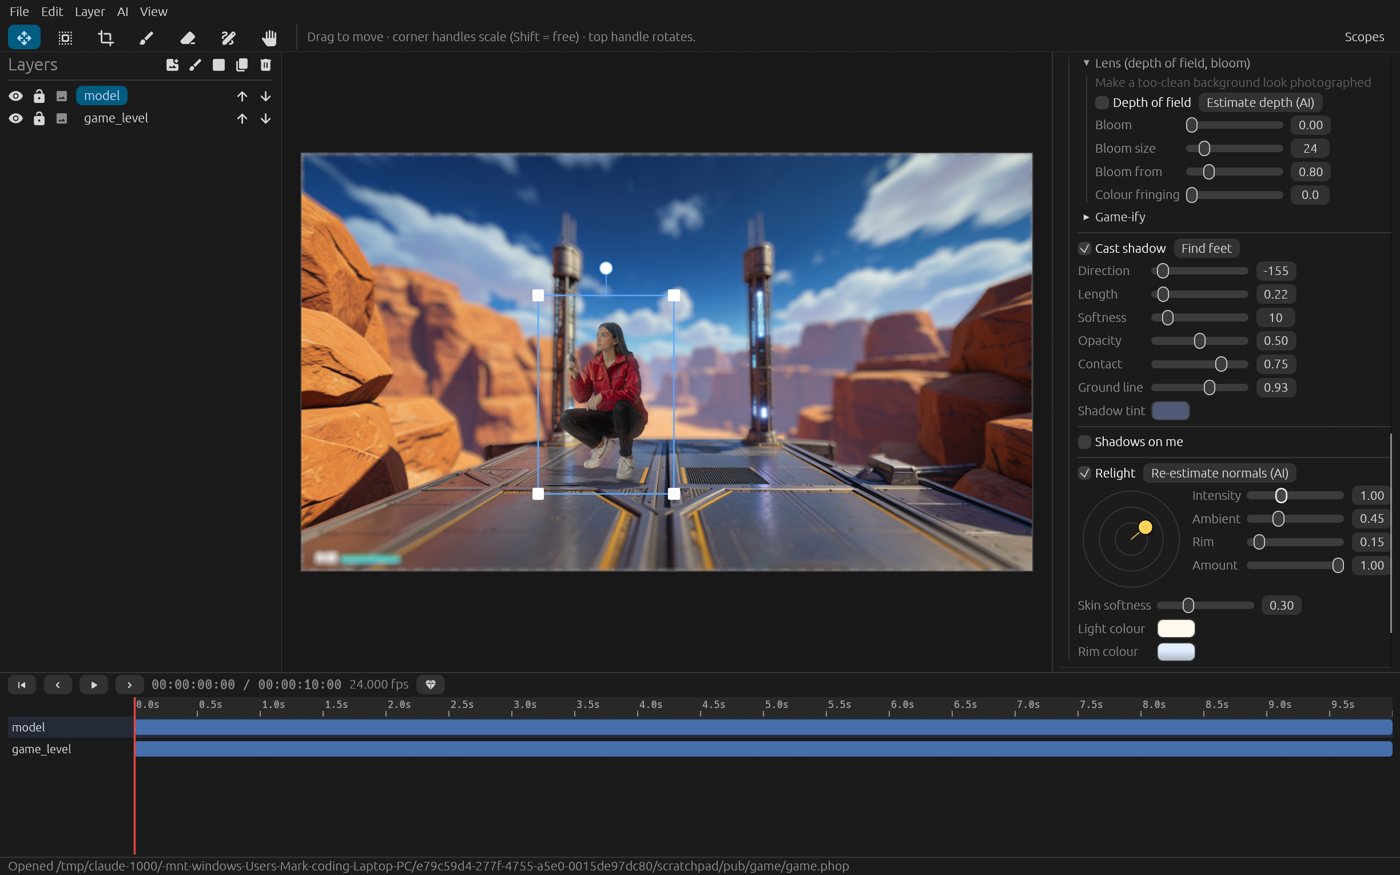 File Edit Layer AI View
Drag to move · corner handles scale (Shift = free) · top handle rotates.
Scopes
Layers
model
game_level
Lens (depth of field, bloom)
Make a too-clean background look photographed
Depth of field Estimate depth (AI)
Bloom 0.00
Bloom size 24
Bloom from 0.80
Colour fringing 0.0
Game-ify
Cast shadow Find feet
Direction -155
Length 0.22
Softness 10
Opacity 0.50
Contact 0.75
Ground line 0.93
Shadow tint
Shadows on me
Relight Re-estimate normals (AI)
Intensity 1.00
Ambient 0.45
Rim 0.15
Amount 1.00
Skin softness 0.30
Light colour
Rim colour
00:00:00:00 / 00:00:10:00 24.000 fps
0.0s 0.5s 1.0s 1.5s 2.0s 2.5s 3.0s 3.5s 4.0s 4.5s 5.0s 5.5s 6.0s 6.5s 7.0s 7.5s 8.0s 8.5s 9.0s 9.5s
model
game_level
Opened /tmp/claude-1000/-mnt-windows-Users-Mark-coding-Laptop-PC/e79c59d4-277f-4755-a5e0-0015de97dc80/scratchpad/pub/game/game.phop